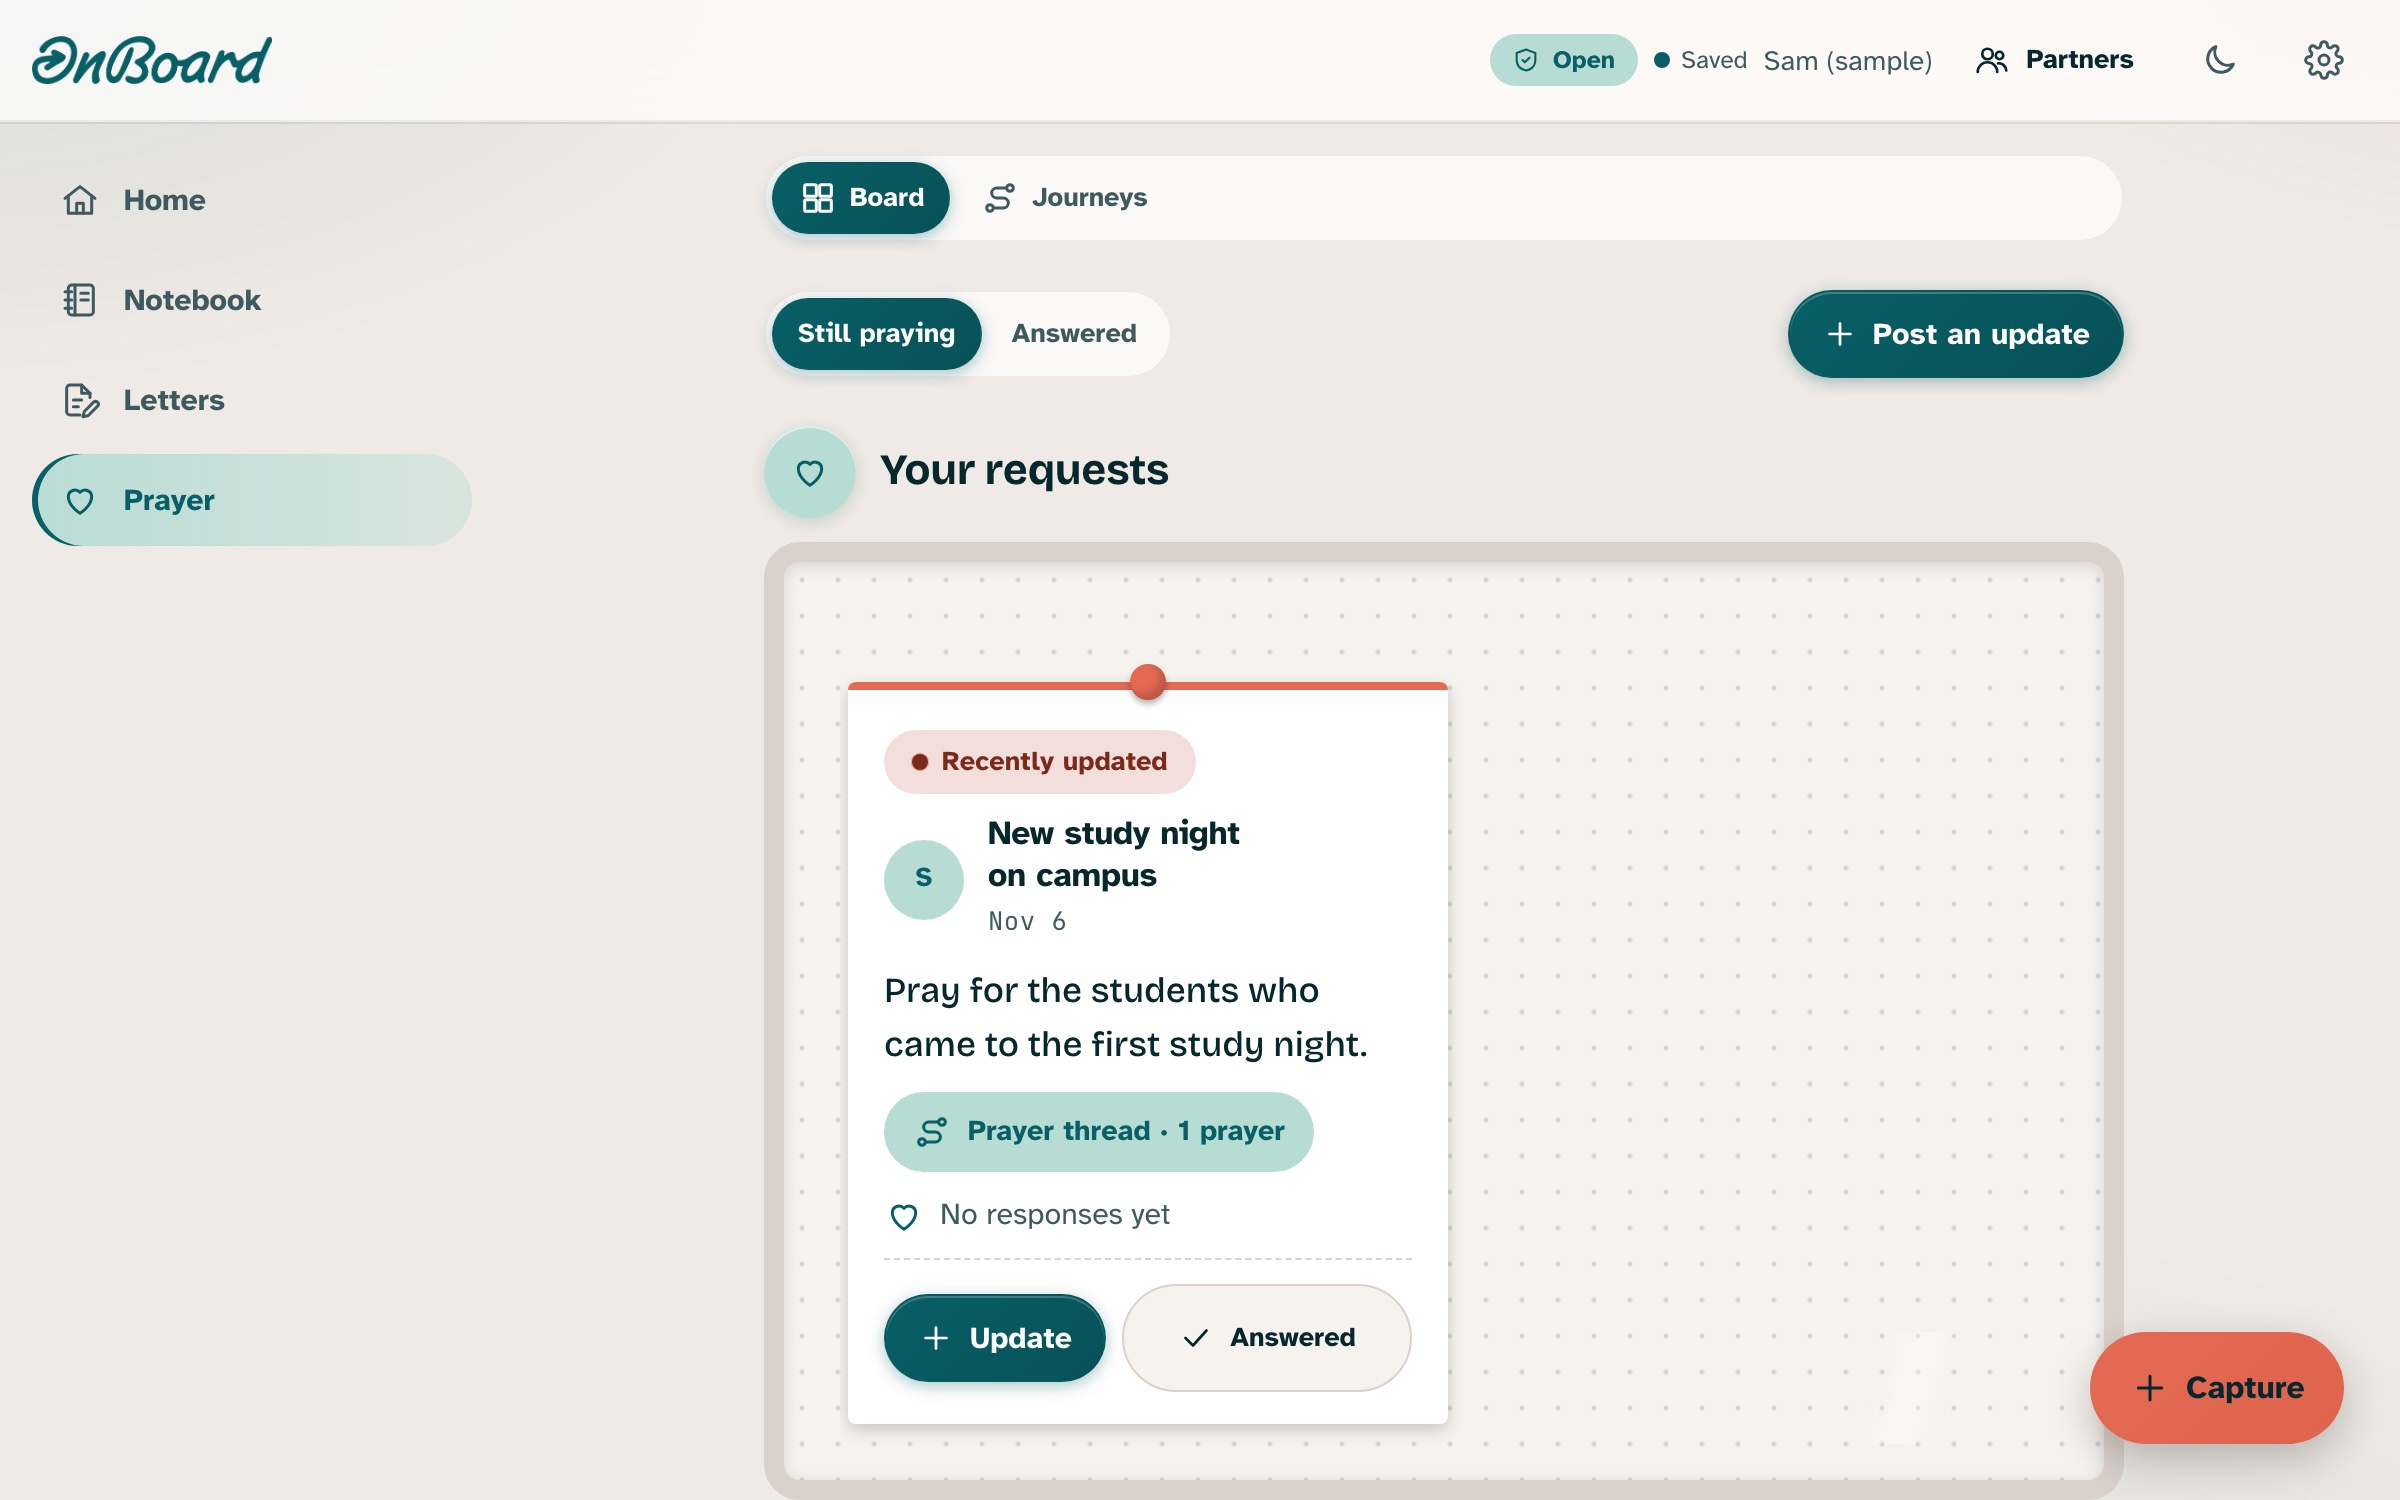 OnBoard
Open
Saved
Sam (sample)
Partners
Home
Notebook
Letters
Prayer
Board
Journeys
Still praying
Answered
Post an update
Your requests
Recently updated
S
New study night
on campus
Nov 6
Pray for the students who
came to the first study night.
Prayer thread · 1 prayer
No responses yet
Update
Answered
Capture